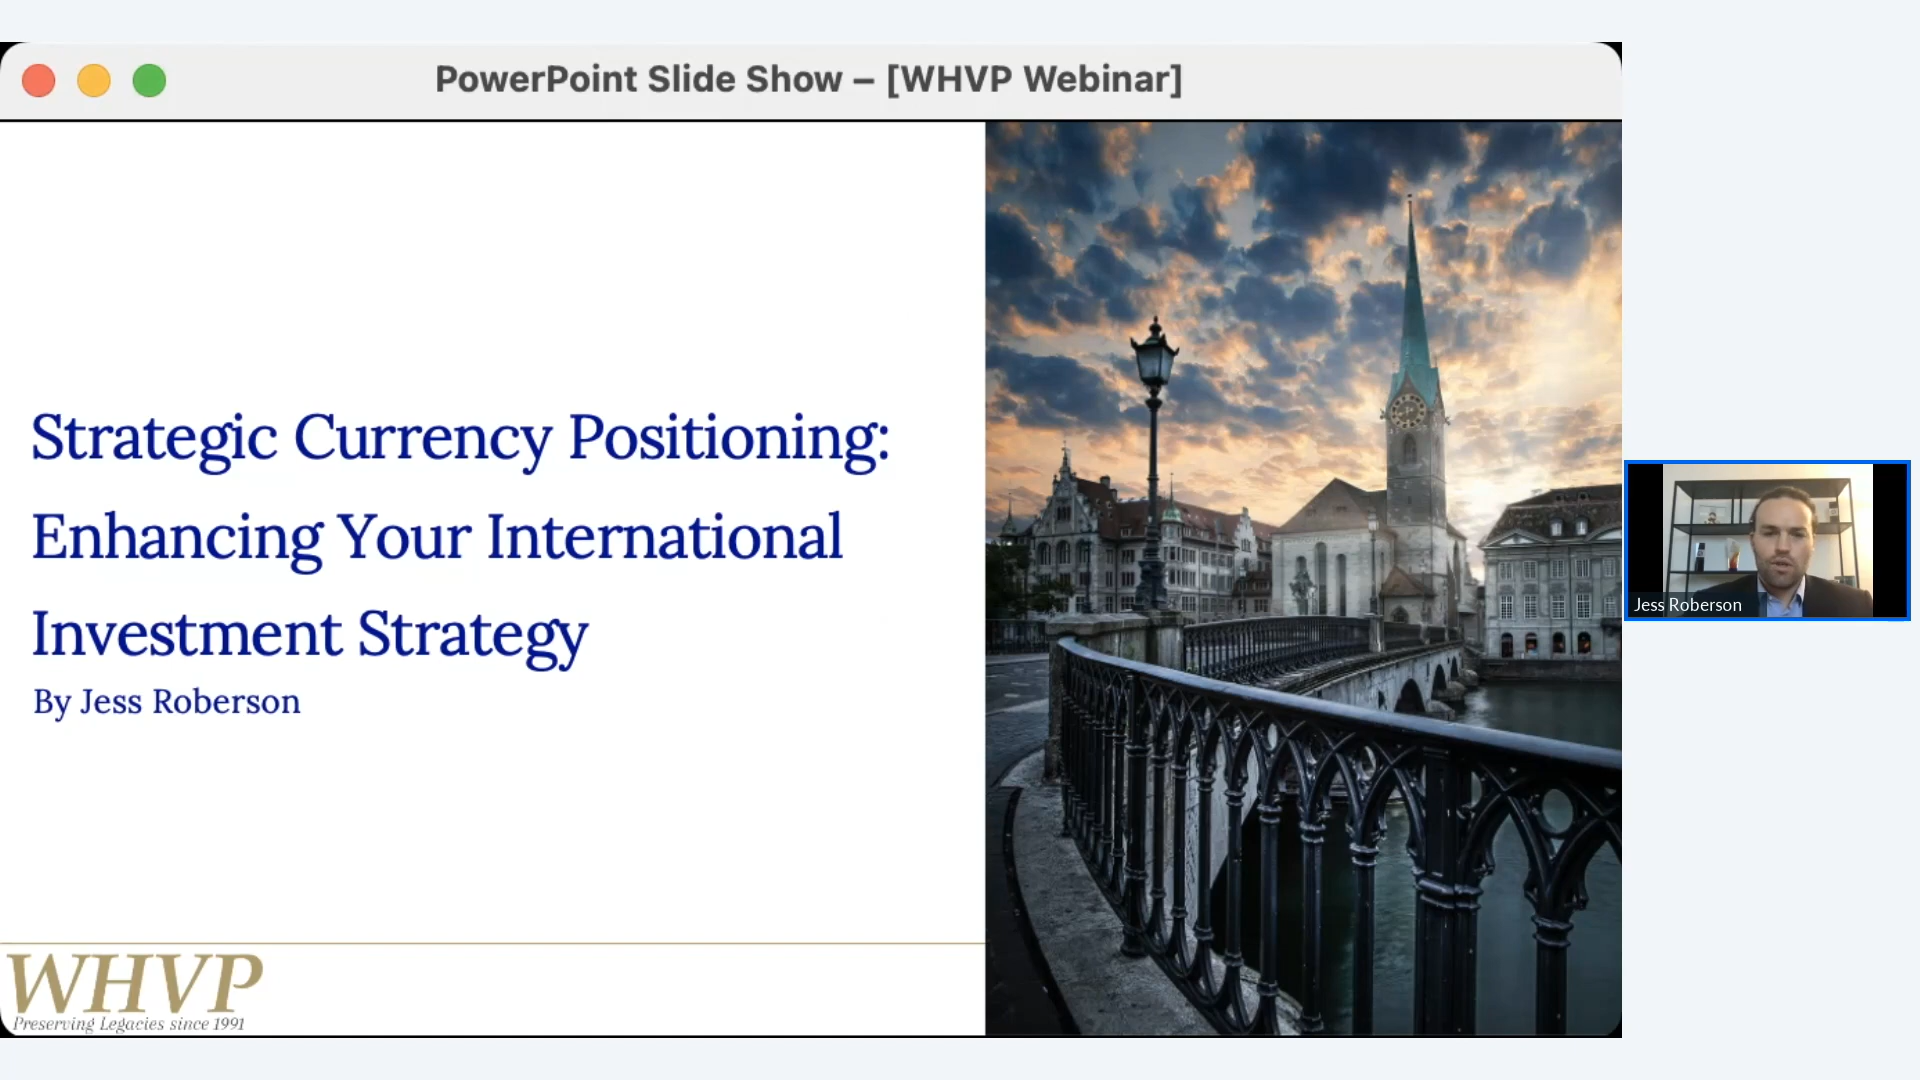 PowerPoint Slide Show – [WHVP Webinar]
Strategic Currency Positioning:
Enhancing Your International
Investment Strategy
By Jess Roberson
WHVP
Preserving Legacies since 1991
Jess Roberson